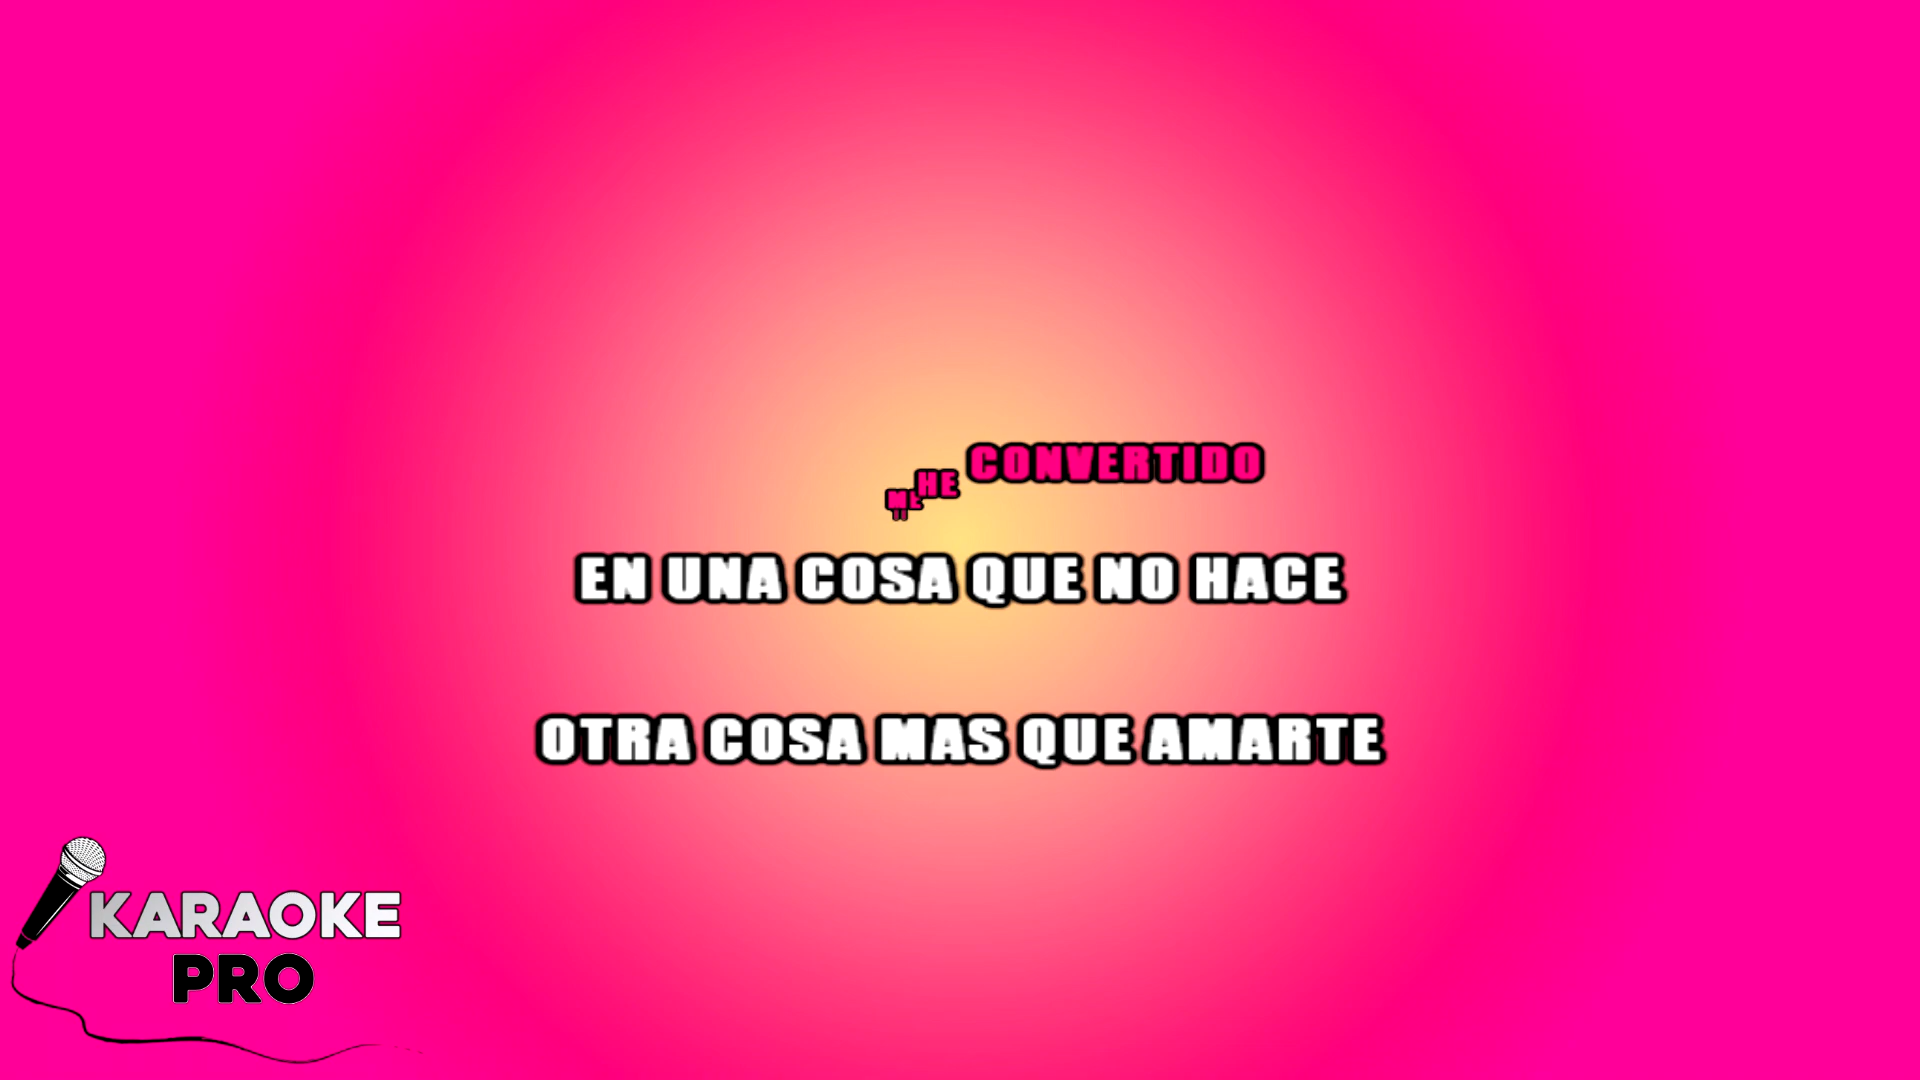 ME HE CONVERTIDO
EN UNA COSA QUE NO HACE
OTRA COSA MAS QUE AMARTE
KARAOKE
PRO